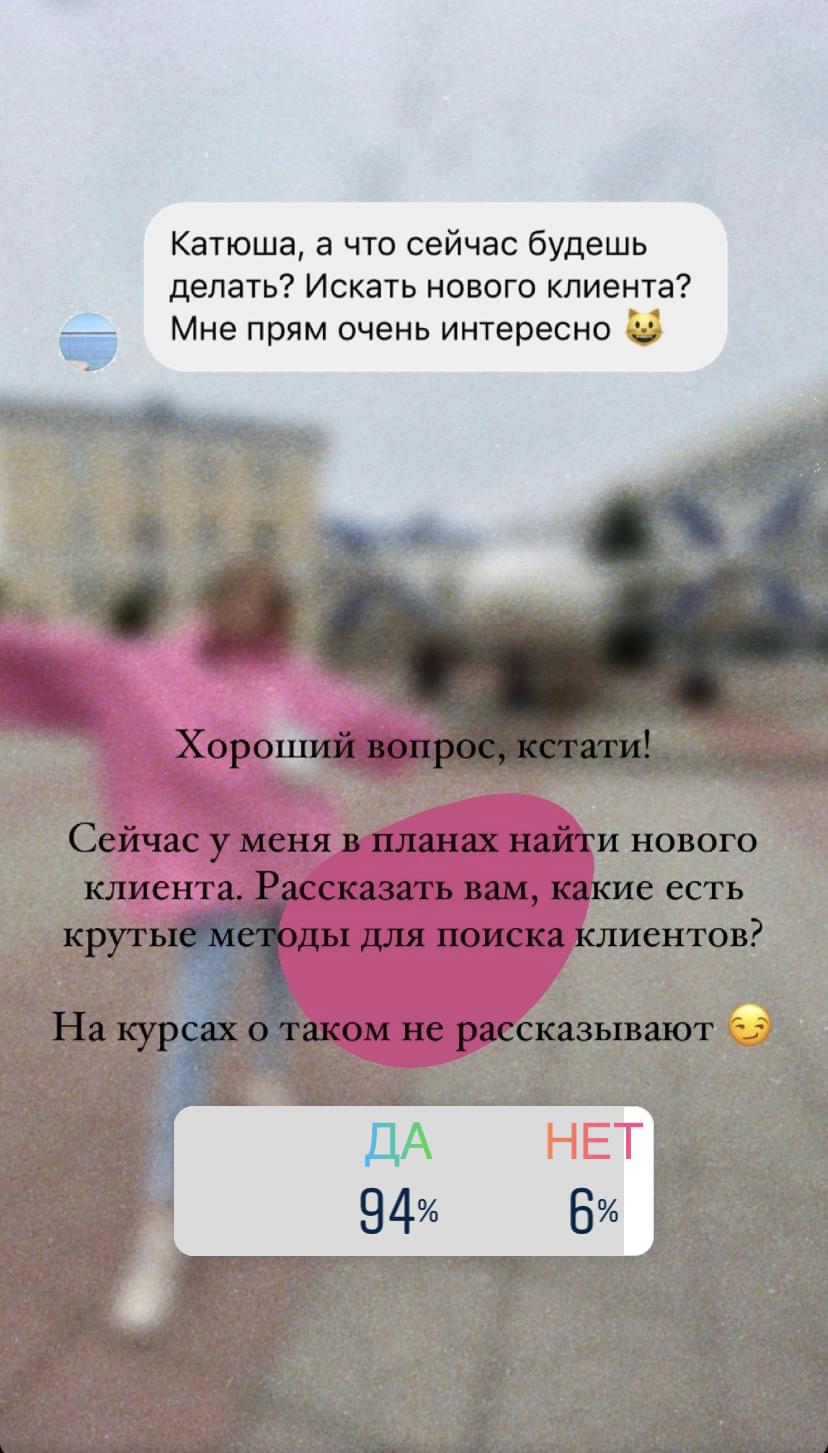 Катюша, а что сейчас будешь
делать? Искать нового клиента?
Мне прям очень интересно 😺
Хороший вопрос, кстати!
Сейчас у меня в планах найти нового
клиента. Рассказать вам, какие есть
крутые методы для поиска клиентов?
На курсах о таком не рассказывают 😏
ДА НЕТ
94% 6%